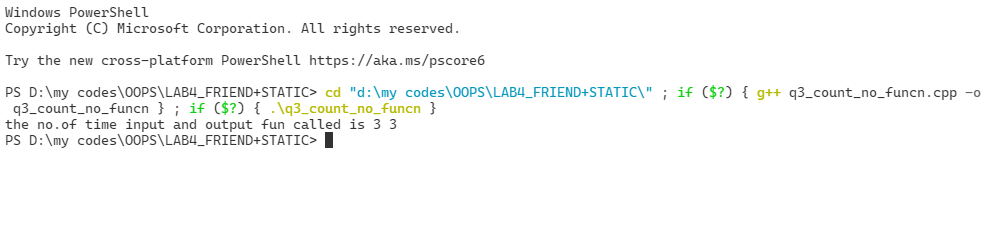 Windows PowerShell
Copyright (C) Microsoft Corporation. All rights reserved.
Try the new cross-platform PowerShell https://aka.ms/pscore6
PS D:\my codes\OOPS\LAB4_FRIEND+STATIC> cd "d:\my codes\OOPS\LAB4_FRIEND+STATIC\" ; if ($?) { g++ q3_count_no_funcn.cpp -o
q3_count_no_funcn } ; if ($?) { .\q3_count_no_funcn }
the no.of time input and output fun called is 3 3
PS D:\my codes\OOPS\LAB4_FRIEND+STATIC>